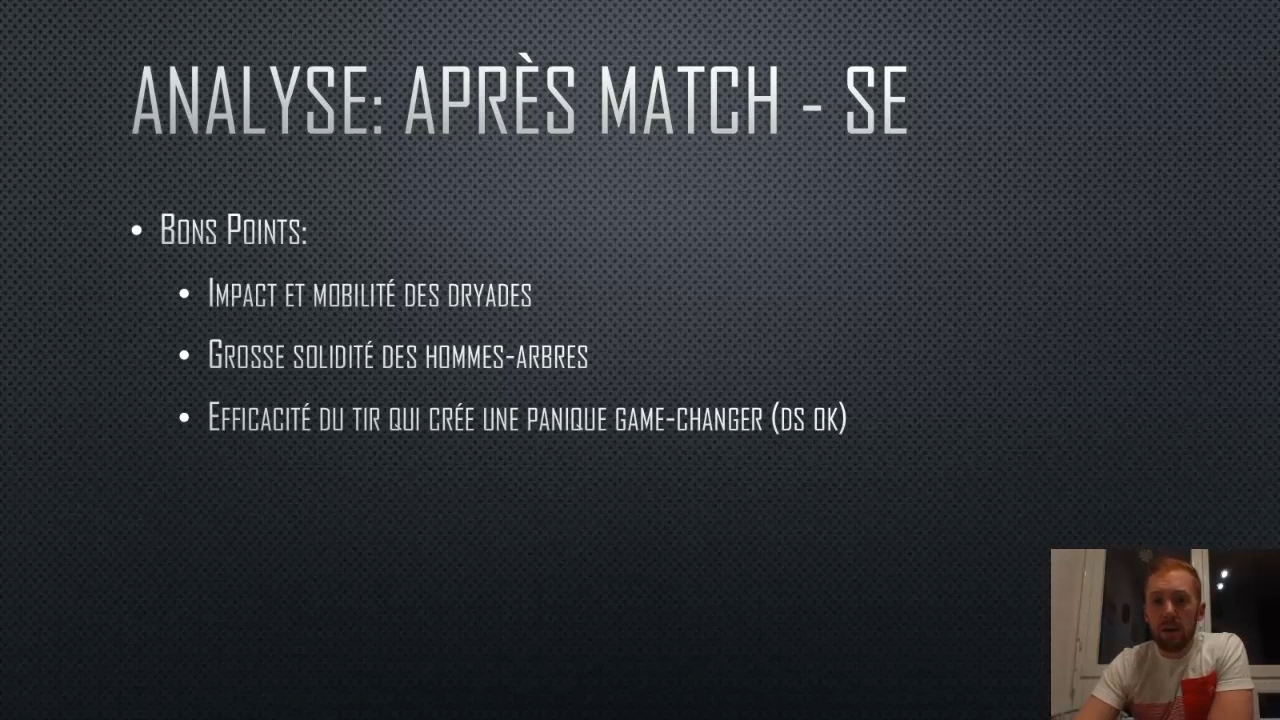 ANALYSE: APRÈS MATCH - SE
• BONS POINTS:
• IMPACT ET MOBILITÉ DES DRYADES
• GROSSE SOLIDITÉ DES HOMMES-ARBRES
• EFFICACITÉ DU TIR QUI CRÉE UNE PANIQUE GAME-CHANGER (DS OK)